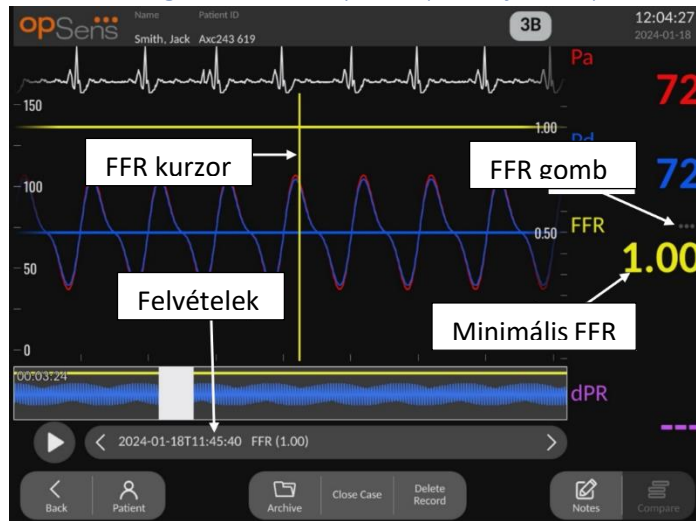 opSens
Name Patient ID
Smith, Jack Axc243 619
3B
12:04:27
2024-01-18
Pa
72
150
1.00
Pd
FFR kurzor
FFR gomb
72
100
...
0.50
FFR
1.00
50
Felvételek
Minimális FFR
0
00:03:24
dPR
---
2024-01-18T11:45:40 FFR (1.00)
Back
Patient
Archive
Close Case
Delete
Record
Notes
Compare